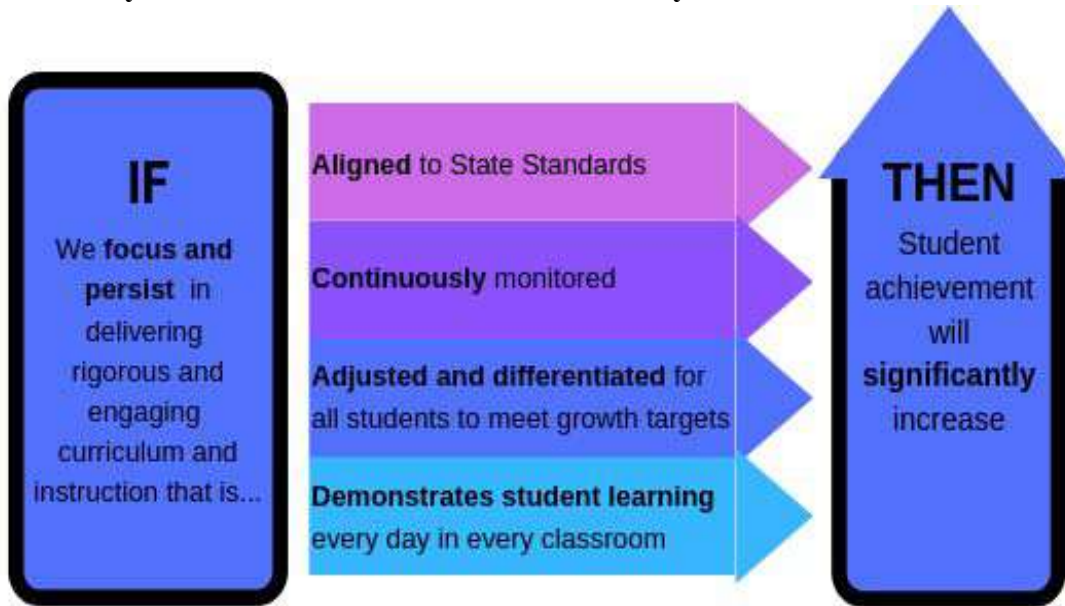 IF
We focus and
persist in
delivering
rigorous and
engaging
curriculum and
instruction that is...
Aligned to State Standards
Continuously monitored
Adjusted and differentiated for
all students to meet growth targets
Demonstrates student learning
every day in every classroom
THEN
Student
achievement
will
significantly
increase